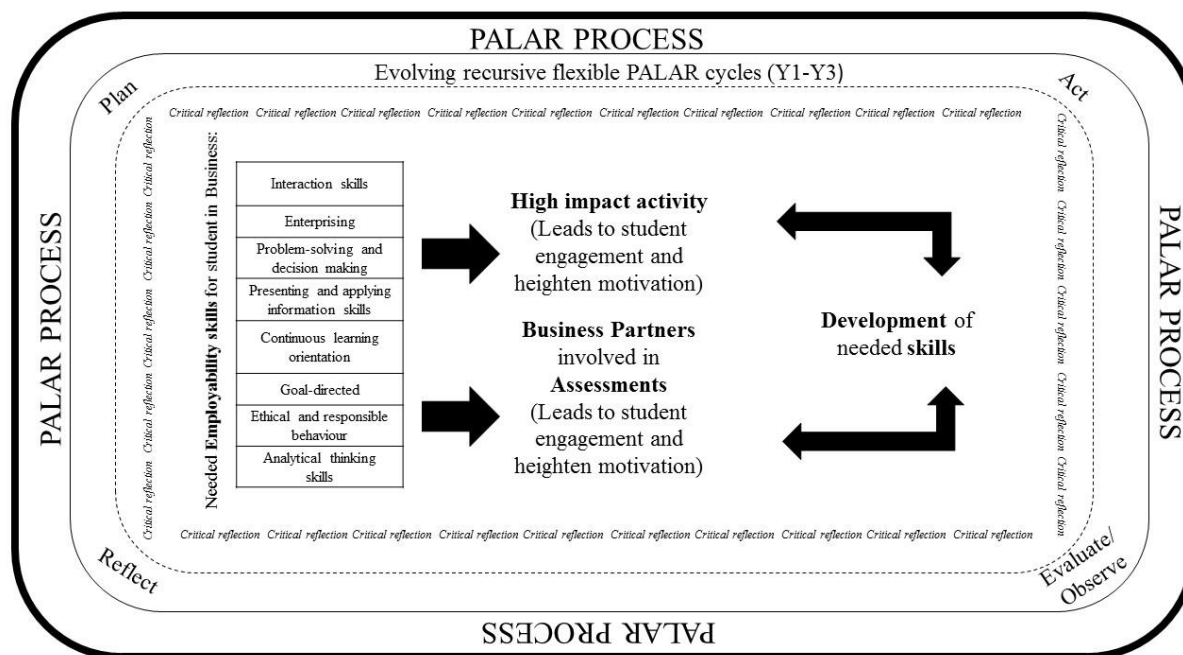 PALAR PROCESS
Evolving recursive flexible PALAR cycles (Y1-Y3)
Plan
Act
Critical reflection Critical reflection Critical reflection Critical reflection Critical reflection Critical reflection Critical reflection Critical reflection Critical reflection Critical reflection
PALAR PROCESS
Critical reflection Critical reflection Critical reflection Critical reflection Critical reflection
Needed Employability skills for student in Business:
Interaction skills
Enterprising
Problem-solving and
decision making
Presenting and applying
information skills
Continuous learning
orientation
Goal-directed
Ethical and responsible
behaviour
Analytical thinking
skills
High impact activity
(Leads to student
engagement and
heighten motivation)
Business Partners
involved in
Assessments
(Leads to student
engagement and
heighten motivation)
Development of
needed skills
Critical reflection Critical reflection Critical reflection Critical reflection Critical reflection
PALAR PROCESS
Critical reflection Critical reflection Critical reflection Critical reflection Critical reflection Critical reflection Critical reflection Critical reflection Critical reflection Critical reflection
Reflect
Evaluate/
Observe
PALAR PROCESS